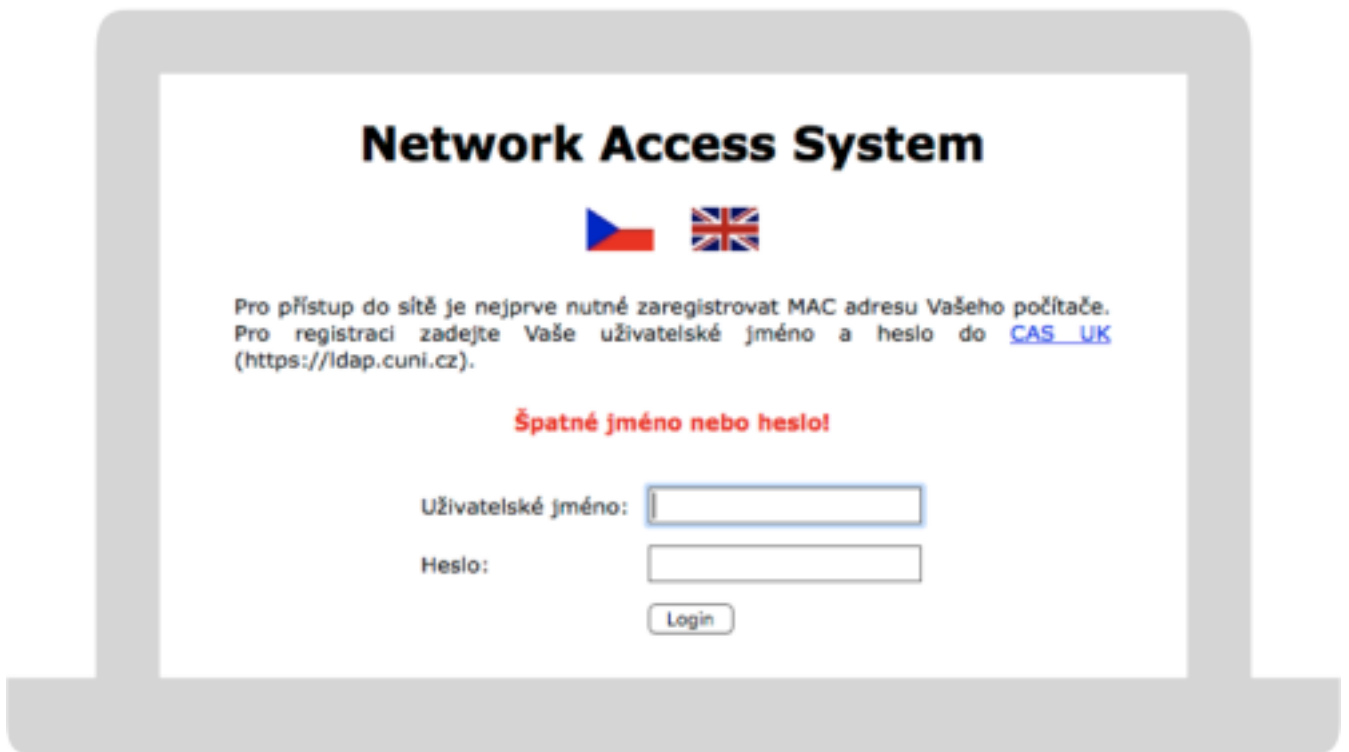 Network Access System
Pro přístup do sítě je nejprve nutné zaregistrovat MAC adresu Vašeho počítače.
Pro registraci zadejte Vaše uživatelské jméno a heslo do CAS UK
(https://ldap.cuni.cz).
Špatné jméno nebo heslo!
Uživatelské jméno:
Heslo:
Login